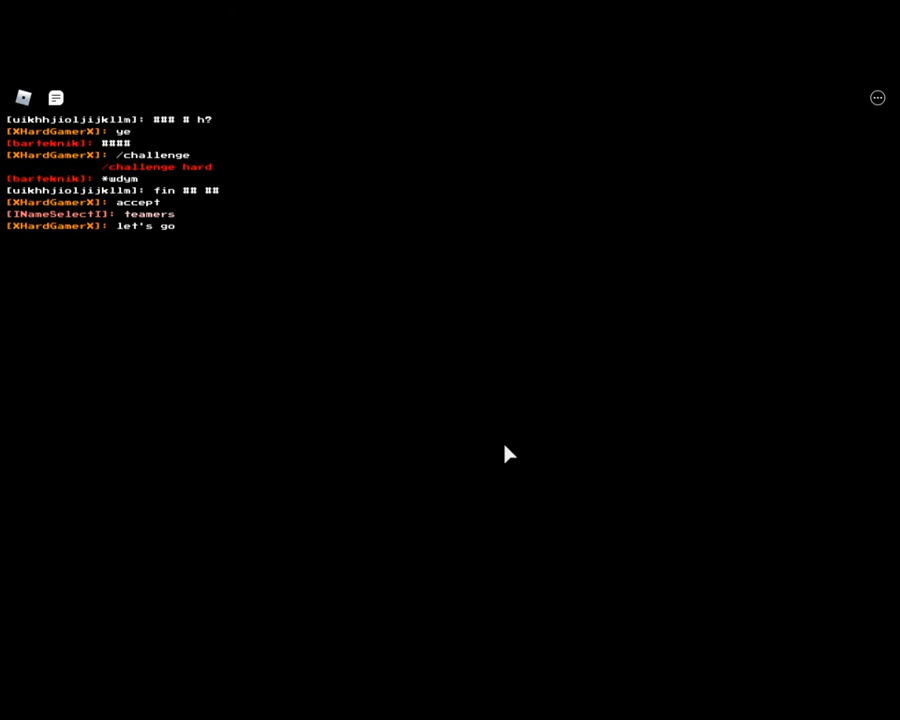 [uikhhjioljijkllm]: ### # h?
[XHardGamerX]: ye
[barteknik]: ####
[XHardGamerX]: /challenge
/challenge hard
[barteknik]: *wdym
[uikhhjioljijkllm]: fin ## ##
[XHardGamerX]: accept
[INameSelectI]: teamers
[XHardGamerX]: let's go